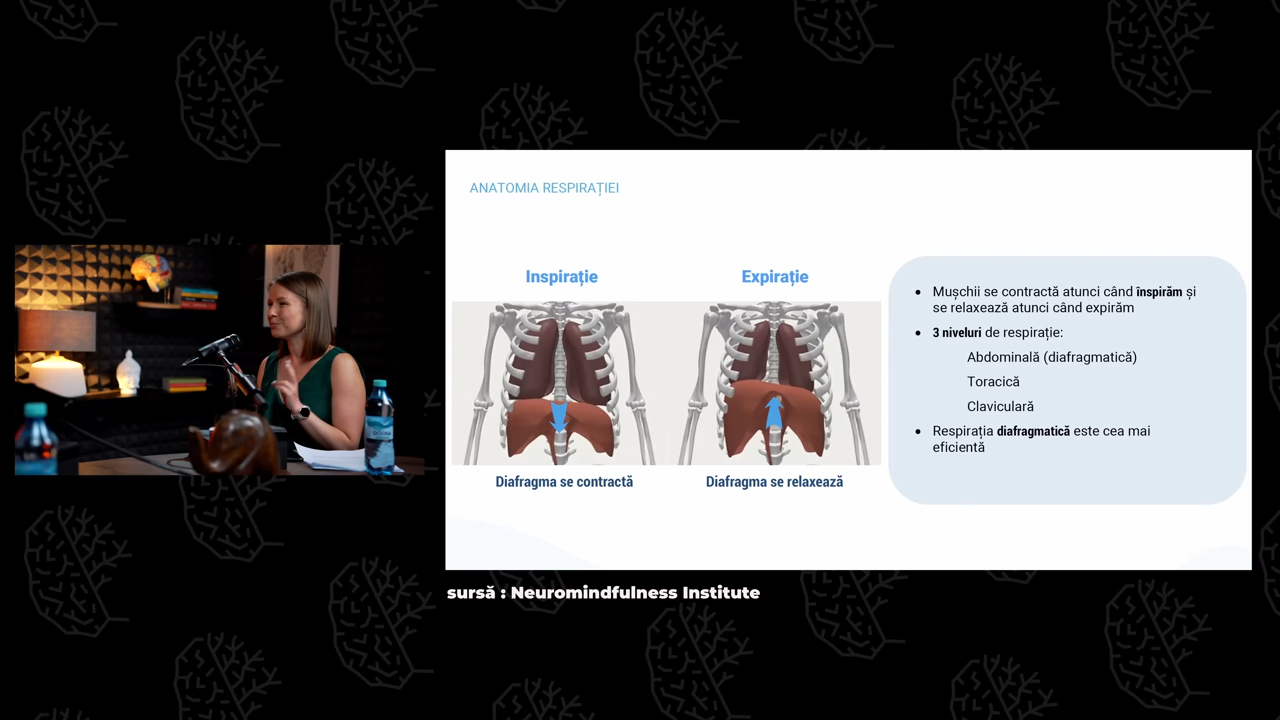 ANATOMIA RESPIRAȚIEI
Inspirație
Expirație
Diafragma se contractă
Diafragma se relaxează
• Mușchii se contractă atunci când înspirăm și
se relaxează atunci când expirăm
• 3 niveluri de respirație:
Abdominală (diafragmatică)
Toracică
Claviculară
• Respirația diafragmatică este cea mai
eficientă
sursă : Neuromindfulness Institute